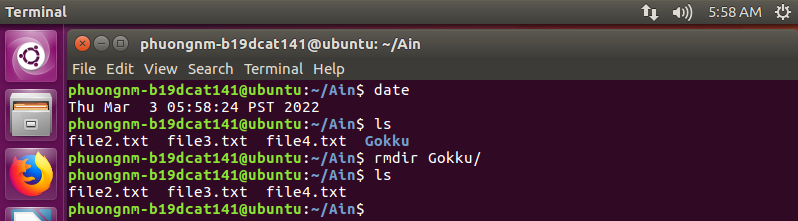 Terminal 5:58 AM
phuongnm-b19dcat141@ubuntu: ~/Ain
File Edit View Search Terminal Help
phuongnm-b19dcat141@ubuntu:~/Ain$ date
Thu Mar  3 05:58:24 PST 2022
phuongnm-b19dcat141@ubuntu:~/Ain$ ls
file2.txt  file3.txt  file4.txt  Gokku
phuongnm-b19dcat141@ubuntu:~/Ain$ rmdir Gokku/
phuongnm-b19dcat141@ubuntu:~/Ain$ ls
file2.txt  file3.txt  file4.txt
phuongnm-b19dcat141@ubuntu:~/Ain$